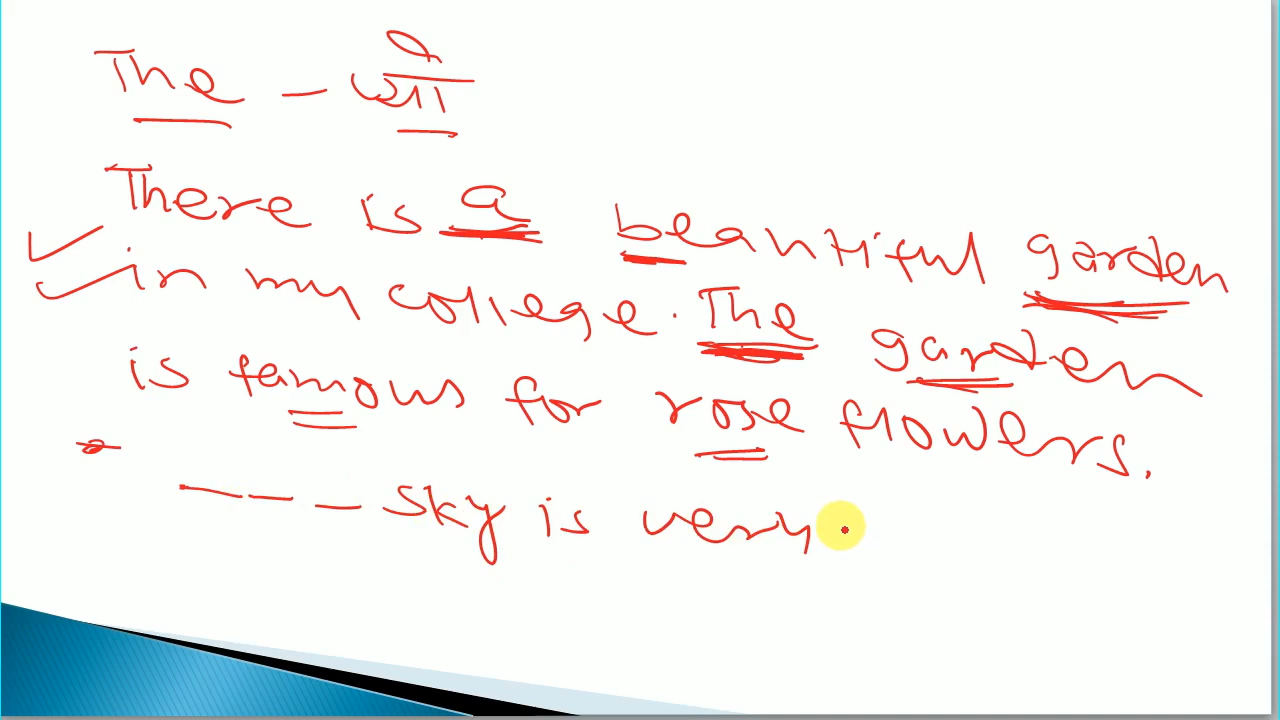 The -
There is a beautiful garden
in my college. The garden
is famous for rose flowers.
--- sky is very